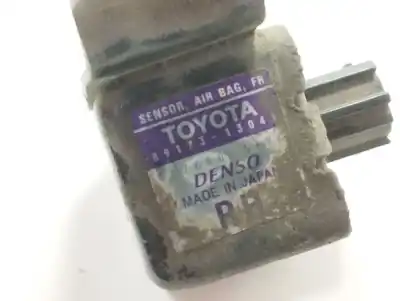 SENSOR, AIR BAG, FR
TOYOTA
89173-1304
DENSO
MADE IN JAPAN